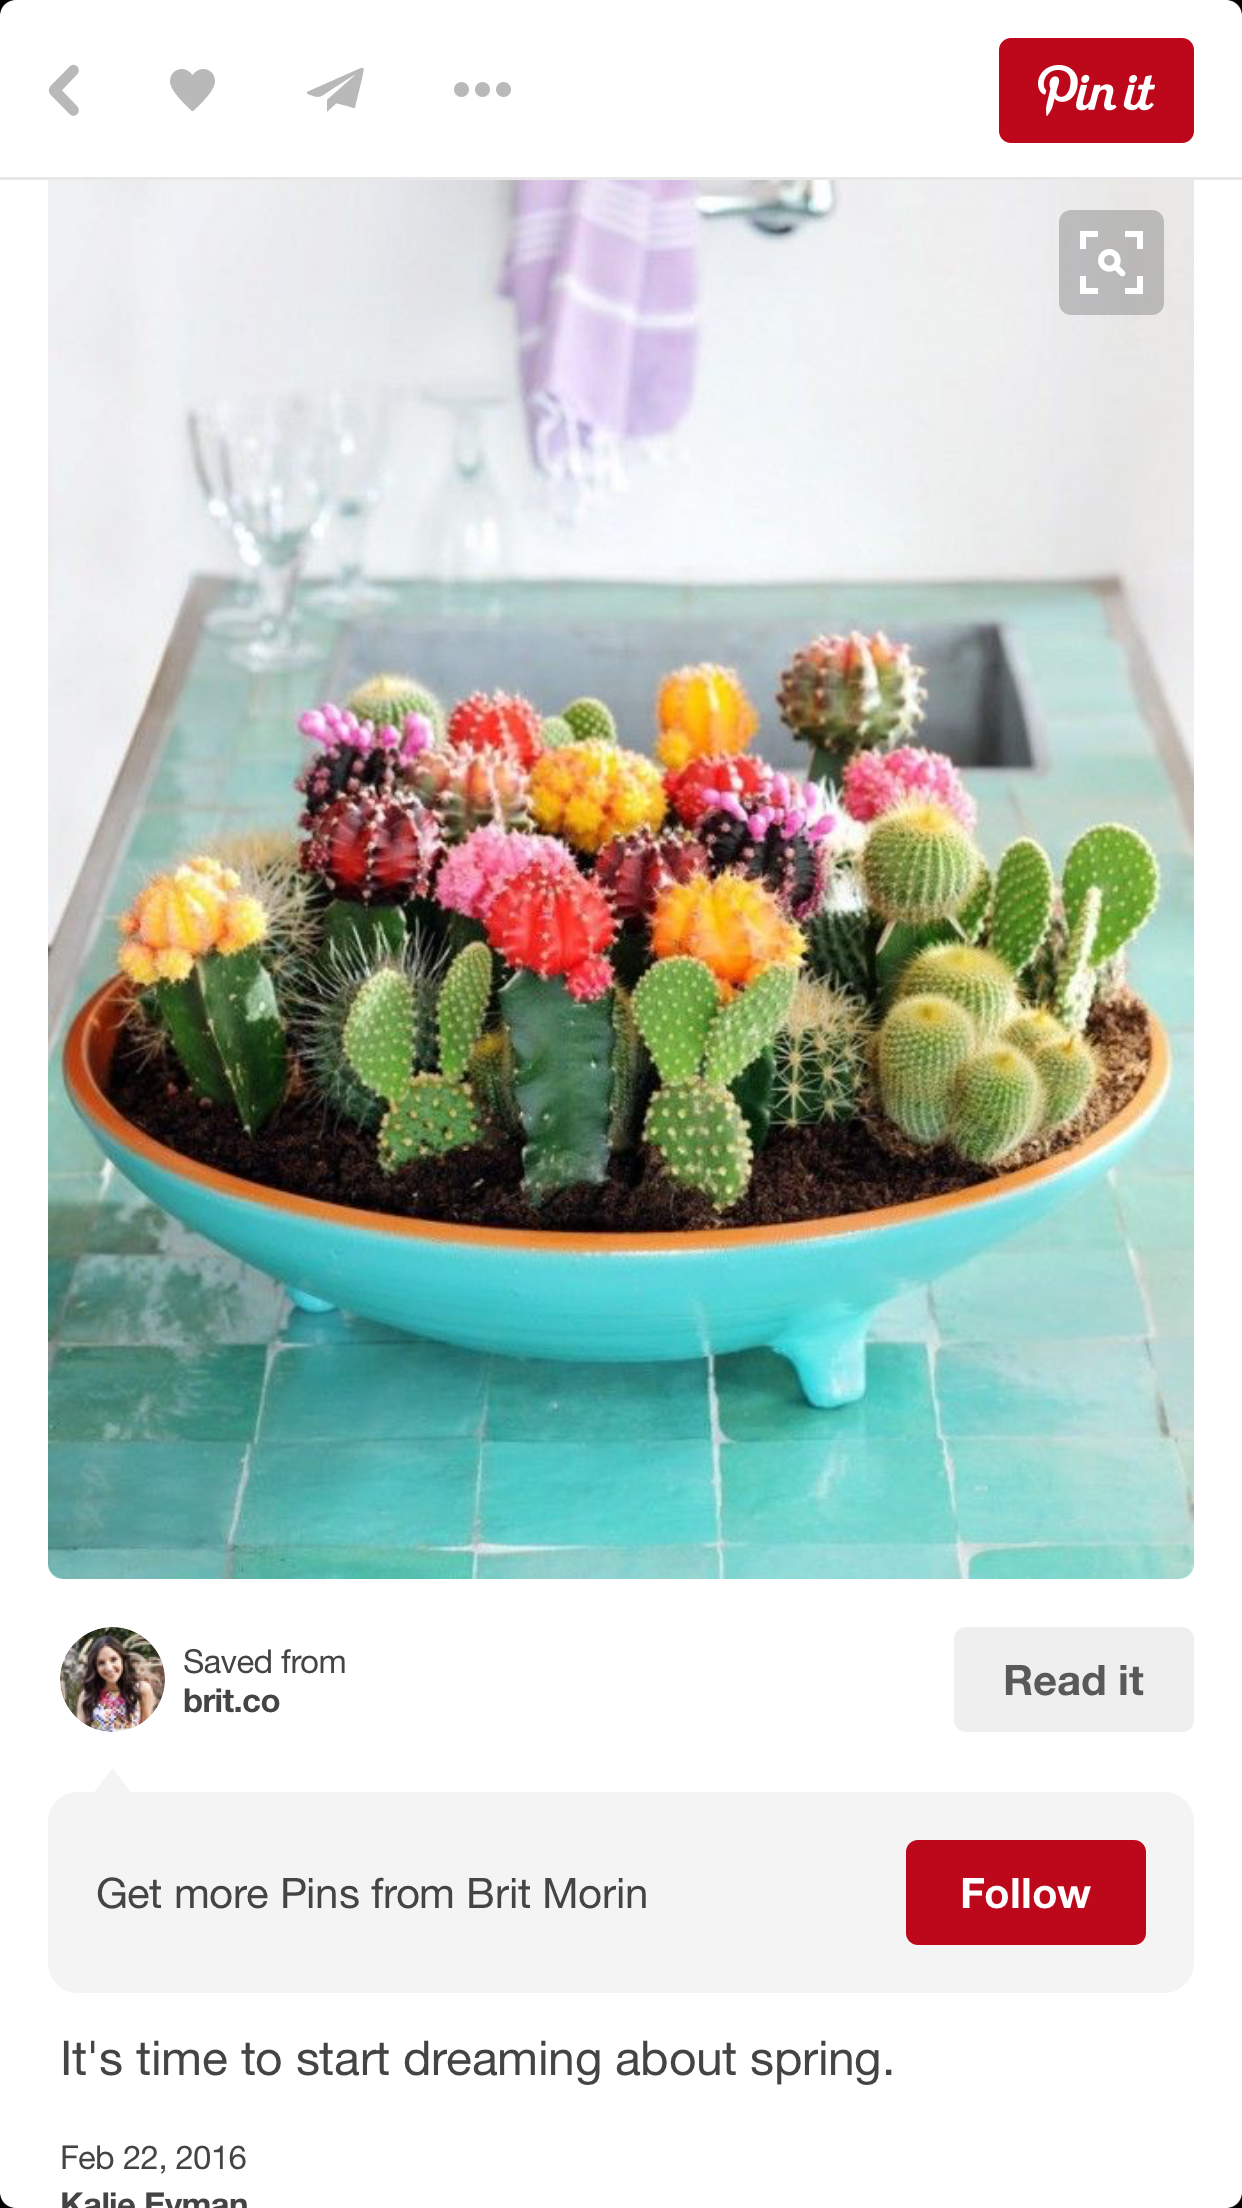 Pin it
Saved from
brit.co
Read it
Get more Pins from Brit Morin
Follow
It's time to start dreaming about spring.
Feb 22, 2016
Kalie Eyman